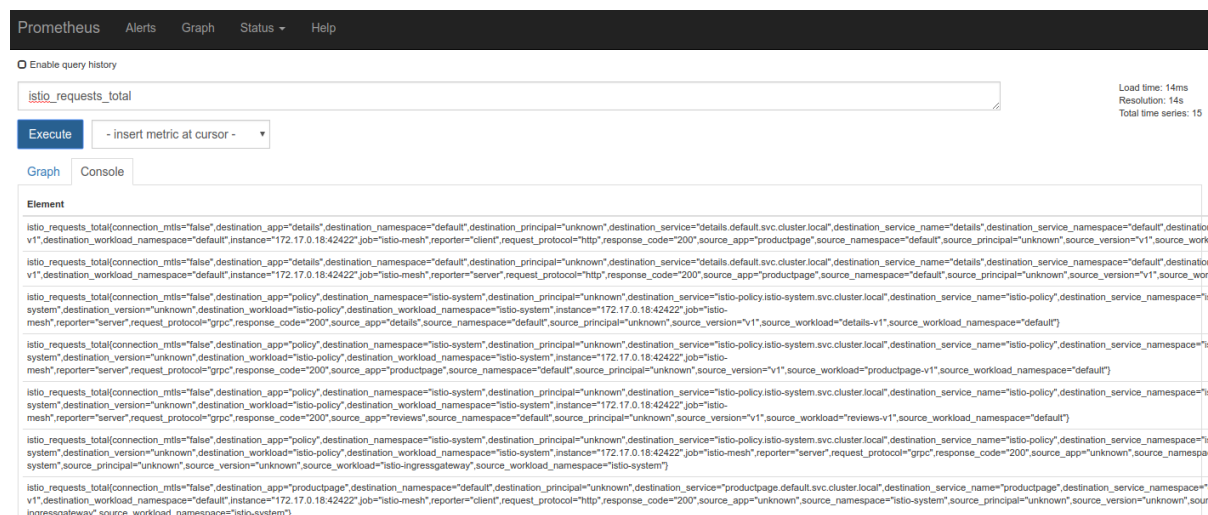 Prometheus Alerts Graph Status Help
Enable query history
istio_requests_total
Load time: 14ms
Resolution: 14s
Total time series: 15
Execute - insert metric at cursor -
Graph Console
Element
istio_requests_total{connection_mtls="false",destination_app="details",destination_namespace="default",destination_principal="unknown",destination_service="details.default.svc.cluster.local",destination_service_name="details",destination_service_namespace="default",destination
v1",destination_workload_namespace="default",instance="172.17.0.18:42422",job="istio-mesh",reporter="client",request_protocol="http",response_code="200",source_app="productpage",source_namespace="default",source_principal="unknown",source_version="v1",source_work
istio_requests_total{connection_mtls="false",destination_app="details",destination_namespace="default",destination_principal="unknown",destination_service="details.default.svc.cluster.local",destination_service_name="details",destination_service_namespace="default",destination
v1",destination_workload_namespace="default",instance="172.17.0.18:42422",job="istio-mesh",reporter="server",request_protocol="http",response_code="200",source_app="productpage",source_namespace="default",source_principal="unknown",source_version="v1",source_wor
istio_requests_total{connection_mtls="false",destination_app="policy",destination_namespace="istio-system",destination_principal="unknown",destination_service="istio-policy.istio-system.svc.cluster.local",destination_service_name="istio-policy",destination_service_namespace="is
system",destination_version="unknown",destination_workload="istio-policy",destination_workload_namespace="istio-system",instance="172.17.0.18:42422",job="istio-
mesh",reporter="server",request_protocol="grpc",response_code="200",source_app="details",source_namespace="default",source_principal="unknown",source_version="v1",source_workload="details-v1",source_workload_namespace="default"}
istio_requests_total{connection_mtls="false",destination_app="policy",destination_namespace="istio-system",destination_principal="unknown",destination_service="istio-policy.istio-system.svc.cluster.local",destination_service_name="istio-policy",destination_service_namespace="is
system",destination_version="unknown",destination_workload="istio-policy",destination_workload_namespace="istio-system",instance="172.17.0.18:42422",job="istio-
mesh",reporter="server",request_protocol="grpc",response_code="200",source_app="productpage",source_namespace="default",source_principal="unknown",source_version="v1",source_workload="productpage-v1",source_workload_namespace="default"}
istio_requests_total{connection_mtls="false",destination_app="policy",destination_namespace="istio-system",destination_principal="unknown",destination_service="istio-policy.istio-system.svc.cluster.local",destination_service_name="istio-policy",destination_service_namespace="is
system",destination_version="unknown",destination_workload="istio-policy",destination_workload_namespace="istio-system",instance="172.17.0.18:42422",job="istio-
mesh",reporter="server",request_protocol="grpc",response_code="200",source_app="reviews",source_namespace="default",source_principal="unknown",source_version="v1",source_workload="reviews-v1",source_workload_namespace="default"}
istio_requests_total{connection_mtls="false",destination_app="policy",destination_namespace="istio-system",destination_principal="unknown",destination_service="istio-policy.istio-system.svc.cluster.local",destination_service_name="istio-policy",destination_service_namespace="is
system",destination_version="unknown",destination_workload="istio-policy",destination_workload_namespace="istio-system",instance="172.17.0.18:42422",job="istio-mesh",reporter="server",request_protocol="grpc",response_code="200",source_app="unknown",source_namespa
system",source_principal="unknown",source_version="unknown",source_workload="istio-ingressgateway",source_workload_namespace="istio-system"}
istio_requests_total{connection_mtls="false",destination_app="productpage",destination_namespace="default",destination_principal="unknown",destination_service="productpage.default.svc.cluster.local",destination_service_name="productpage",destination_service_namespace="
v1",destination_workload_namespace="default",instance="172.17.0.18:42422",job="istio-mesh",reporter="client",request_protocol="http",response_code="200",source_app="unknown",source_namespace="istio-system",source_principal="unknown",source_version="unknown",sour
ingressgateway",source_workload_namespace="istio-system"}